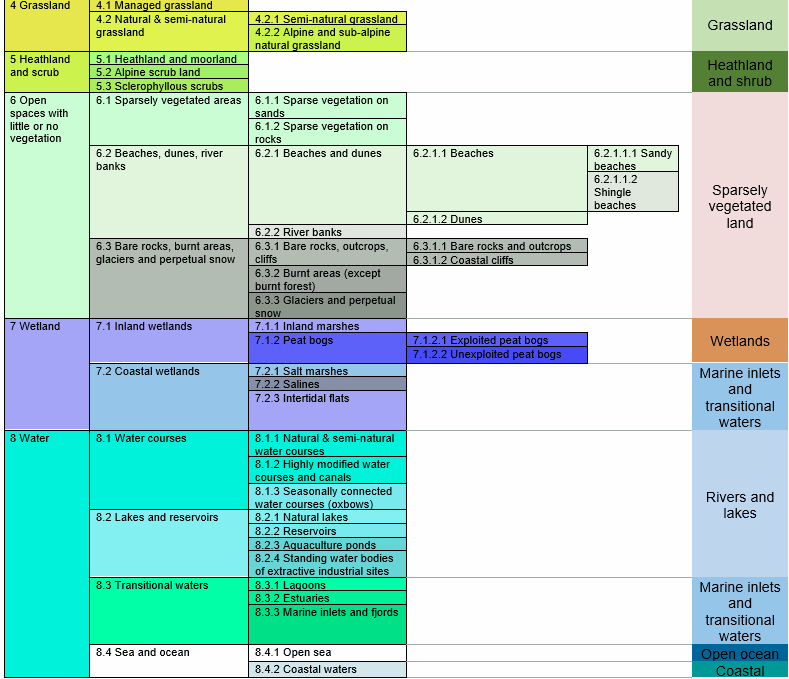 4 Grassland
4.1 Managed grassland
4.2 Natural & semi-natural
grassland
4.2.1 Semi-natural grassland
4.2.2 Alpine and sub-alpine
natural grassland
Grassland
5 Heathland
and scrub
5.1 Heathland and moorland
5.2 Alpine scrub land
5.3 Sclerophyllous scrubs
Heathland
and shrub
6 Open
spaces with
little or no
vegetation
6.1 Sparsely vegetated areas
6.1.1 Sparse vegetation on
sands
6.1.2 Sparse vegetation on
rocks
6.2 Beaches, dunes, river
banks
6.2.1 Beaches and dunes
6.2.1.1 Beaches
6.2.1.1.1 Sandy
beaches
6.2.1.1.2
Shingle
beaches
6.2.1.2 Dunes
6.2.2 River banks
6.3 Bare rocks, burnt areas,
glaciers and perpetual snow
6.3.1 Bare rocks, outcrops,
cliffs
6.3.1.1 Bare rocks and outcrops
6.3.1.2 Coastal cliffs
6.3.2 Burnt areas (except
burnt forest)
6.3.3 Glaciers and perpetual
snow
Sparsely
vegetated
land
7 Wetland
7.1 Inland wetlands
7.1.1 Inland marshes
7.1.2 Peat bogs
7.1.2.1 Exploited peat bogs
7.1.2.2 Unexploited peat bogs
Wetlands
7.2 Coastal wetlands
7.2.1 Salt marshes
7.2.2 Salines
7.2.3 Intertidal flats
Marine inlets
and
transitional
waters
8 Water
8.1 Water courses
8.1.1 Natural & semi-natural
water courses
8.1.2 Highly modified water
courses and canals
8.1.3 Seasonally connected
water courses (oxbows)
8.2 Lakes and reservoirs
8.2.1 Natural lakes
8.2.2 Reservoirs
8.2.3 Aquaculture ponds
8.2.4 Standing water bodies
of extractive industrial sites
Rivers and
lakes
8.3 Transitional waters
8.3.1 Lagoons
8.3.2 Estuaries
8.3.3 Marine inlets and fjords
Marine inlets
and
transitional
waters
8.4 Sea and ocean
8.4.1 Open sea
Open ocean
8.4.2 Coastal waters
Coastal